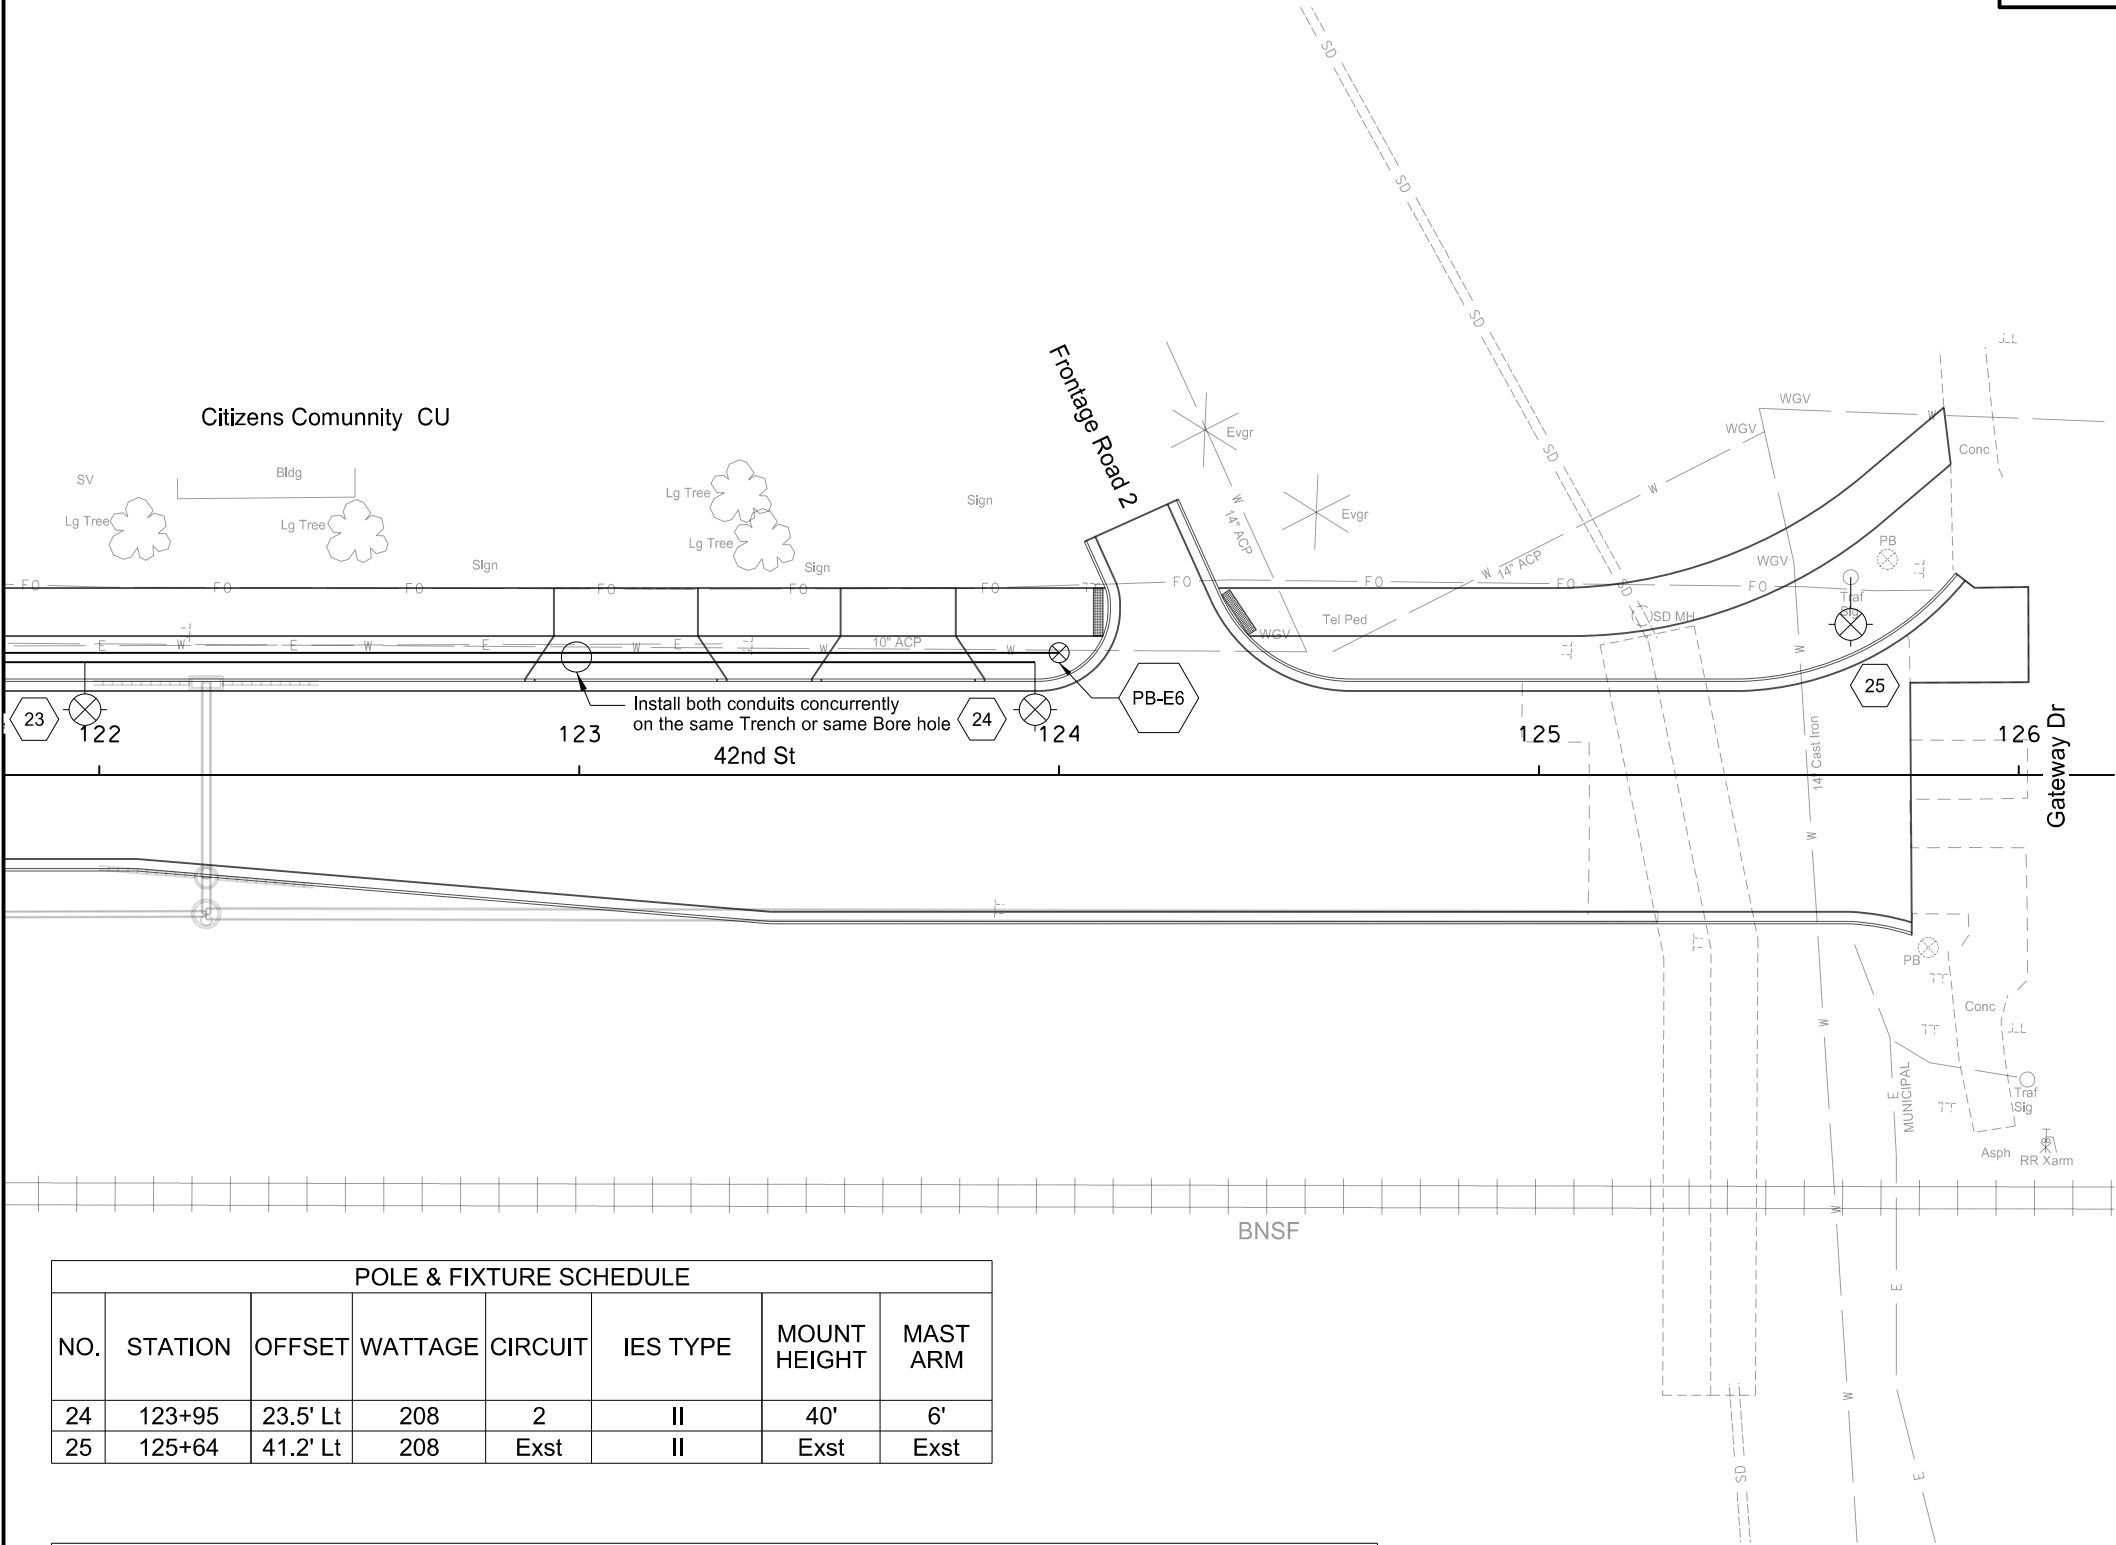 SD
SD
SD
SD
SD
Frontage Road 2
Citizens Comunnity  CU
SV
Bldg
Lg Tree
Lg Tree
Lg Tree
Lg Tree
SIgn
Sign
Sign
Evgr
Evgr
WGV
WGV
W
Conc
W
W
14" ACP
W
14" ACP
PB
WGV
FO
FO
FO
FO
FO
FO
FO
FO
FO
FO
Traf
Sig
Tel Ped
SD MH
WGV
E
W
E
W
E
W
E
W
10" ACP
W
W
PB-E6
23
24
25
Install both conduits concurrently
on the same Trench or same Bore hole
122
123
124
125
126
42nd St
14" Cast Iron
Gateway Dr
W
PB
Conc
W
E
MUNICIPAL
Traf
Sig
Asph
RR Xarm
W
BNSF
E
W
E
SD
POLE & FIXTURE SCHEDULE
NO. STATION OFFSET WATTAGE CIRCUIT IES TYPE MOUNT HEIGHT MAST ARM
24 123+95 23.5' Lt 208 2 II 40' 6'
25 125+64 41.2' Lt 208 Exst II Exst Exst